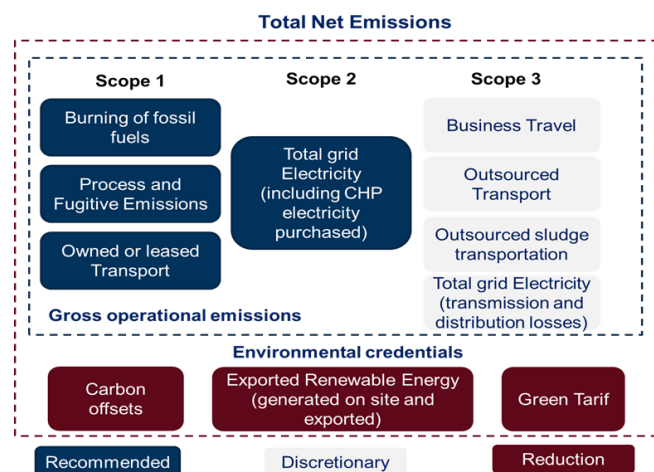 Total Net Emissions
Scope 1
Scope 2
Scope 3
Burning of fossil
fuels
Process and
Fugitive Emissions
Owned or leased
Transport
Total grid
Electricity
(including CHP
electricity
purchased)
Business Travel
Outsourced
Transport
Outsourced sludge
transportation
Total grid Electricity
(transmission and
distribution losses)
Gross operational emissions
Environmental credentials
Carbon
offsets
Exported Renewable Energy
(generated on site and
exported)
Green Tarif
Recommended
Discretionary
Reduction